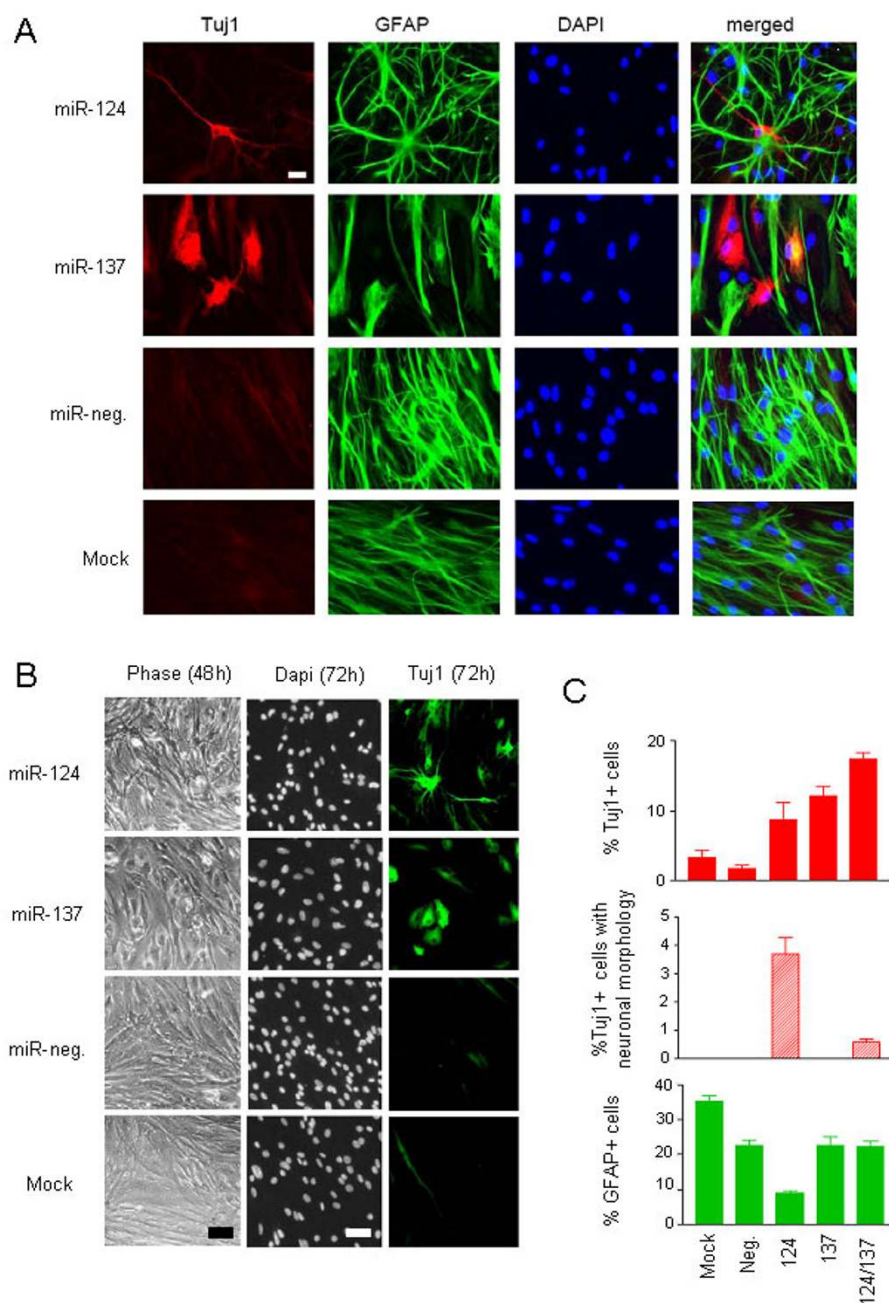 A
Tuj1 GFAP DAPI merged
miR-124
miR-137
miR-neg.
Mock
B
Phase (48h) Dapi (72h) Tuj1 (72h)
miR-124
miR-137
miR-neg.
Mock
C
% Tuj1+ cells
20
10
0
%Tuj1+ cells with
neuronal morphology
5
4
3
2
1
0
% GFAP+ cells
40
30
20
10
0
Mock Neg. 124 137 124/137